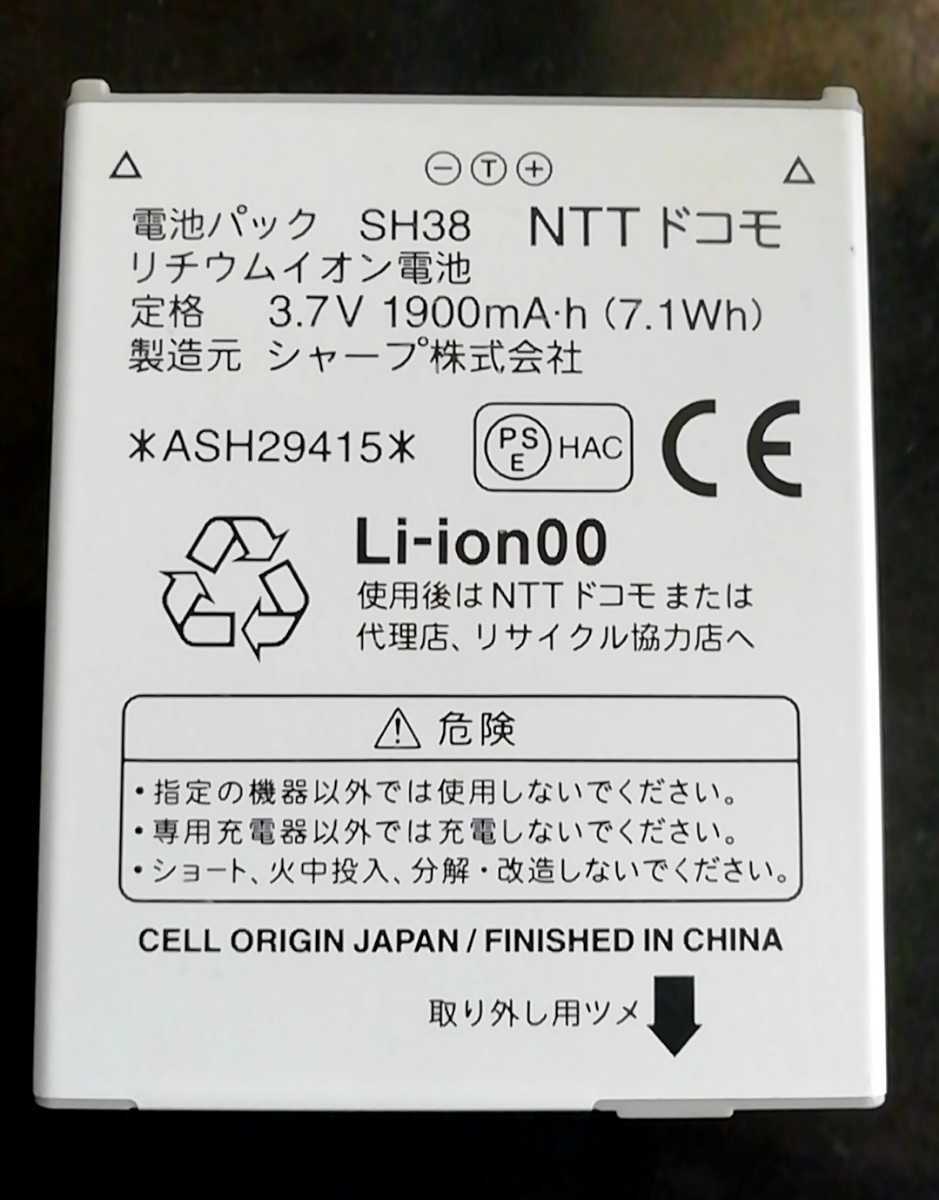 ⊖ Ⓣ ⊕
電池パック SH38 NTTドコモ
リチウムイオン電池
定格 3.7V 1900mA·h (7.1Wh)
製造元 シャープ株式会社
*ASH29415*
PSE HAC CE
Li-ion00
使用後はNTTドコモまたは
代理店、リサイクル協力店へ
⚠ 危険
・指定の機器以外では使用しないでください。
・専用充電器以外では充電しないでください。
・ショート、火中投入、分解・改造しないでください。
CELL ORIGIN JAPAN / FINISHED IN CHINA
取り外し用ツメ